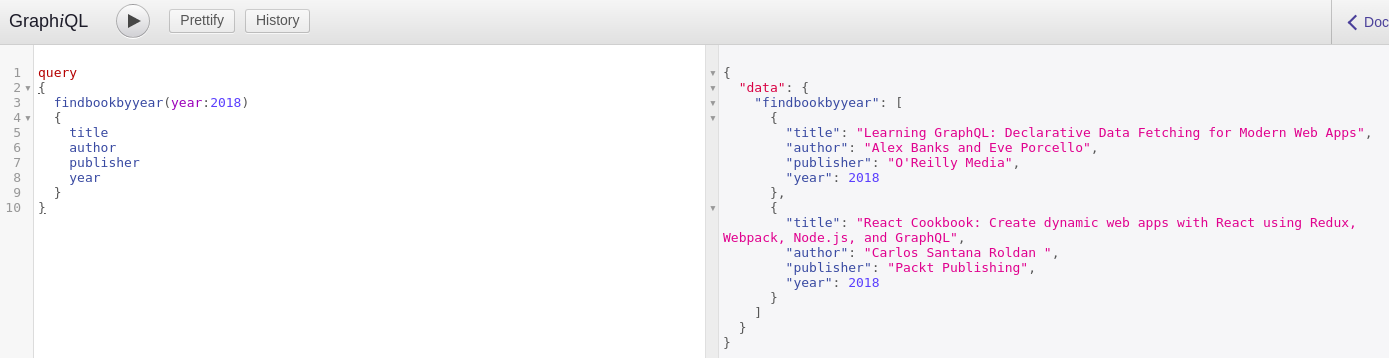 GraphiQL Prettify History Doc
1 query
2 {
3   findbookbyyear(year:2018)
4   {
5     title
6     author
7     publisher
8     year
9   }
10 }
{
  "data": {
    "findbookbyyear": [
      {
        "title": "Learning GraphQL: Declarative Data Fetching for Modern Web Apps",
        "author": "Alex Banks and Eve Porcello",
        "publisher": "O'Reilly Media",
        "year": 2018
      },
      {
        "title": "React Cookbook: Create dynamic web apps with React using Redux,
Webpack, Node.js, and GraphQL",
        "author": "Carlos Santana Roldan ",
        "publisher": "Packt Publishing",
        "year": 2018
      }
    ]
  }
}